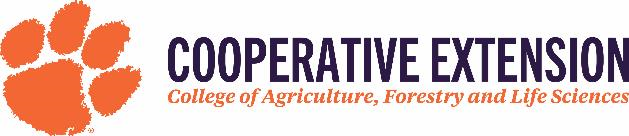 COOPERATIVE EXTENSION
College of Agriculture, Forestry and Life Sciences
®